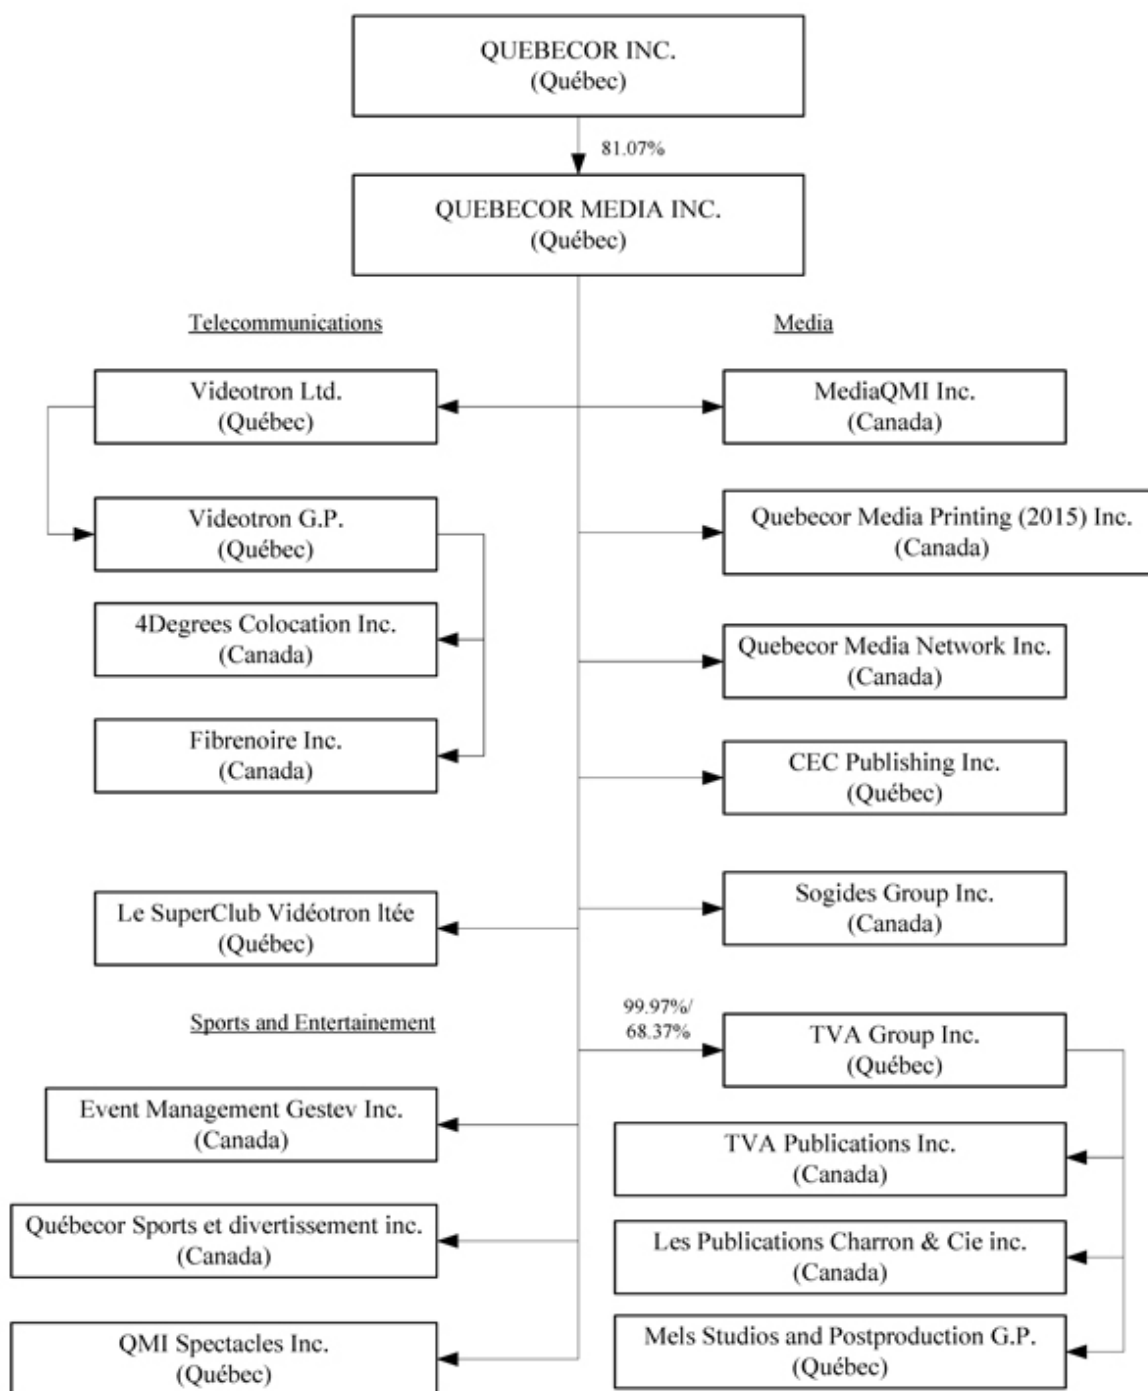 QUEBECOR INC.
(Québec)
81.07%
QUEBECOR MEDIA INC.
(Québec)
Telecommunications
Videotron Ltd.
(Québec)
Videotron G.P.
(Québec)
4Degrees Colocation Inc.
(Canada)
Fibrenoire Inc.
(Canada)
Le SuperClub Vidéotron ltée
(Québec)
Sports and Entertainement
Event Management Gestev Inc.
(Canada)
Québecor Sports et divertissement inc.
(Canada)
QMI Spectacles Inc.
(Québec)
Media
MediaQMI Inc.
(Canada)
Quebecor Media Printing (2015) Inc.
(Canada)
Quebecor Media Network Inc.
(Canada)
CEC Publishing Inc.
(Québec)
Sogides Group Inc.
(Canada)
99.97%/
68.37%
TVA Group Inc.
(Québec)
TVA Publications Inc.
(Canada)
Les Publications Charron & Cie inc.
(Canada)
Mels Studios and Postproduction G.P.
(Québec)